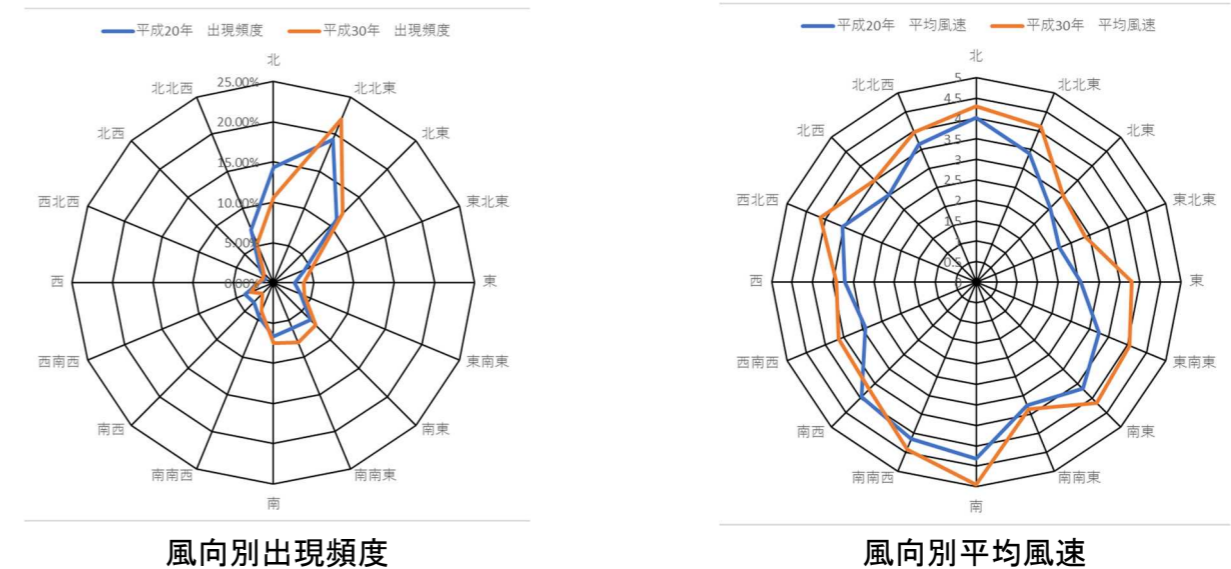 平成20年　出現頻度
平成30年　出現頻度
北
北北東
北東
東北東
東
東南東
南東
南南東
南
南南西
南西
西南西
西
西北西
北西
北北西
25.00%
20.00%
15.00%
10.00%
5.00%
0.00%
風向別出現頻度
平成20年　平均風速
平成30年　平均風速
北
北北東
北東
東北東
東
東南東
南東
南南東
南
南南西
南西
西南西
西
西北西
北西
北北西
5
4.5
4
3.5
3
2.5
2
1.5
1
0.5
0
風向別平均風速